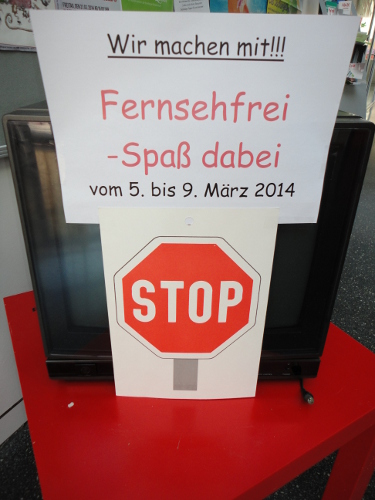 Wir machen mit!!!
Fernsehfrei
-Spaß dabei
vom 5. bis 9. März 2014
STOP